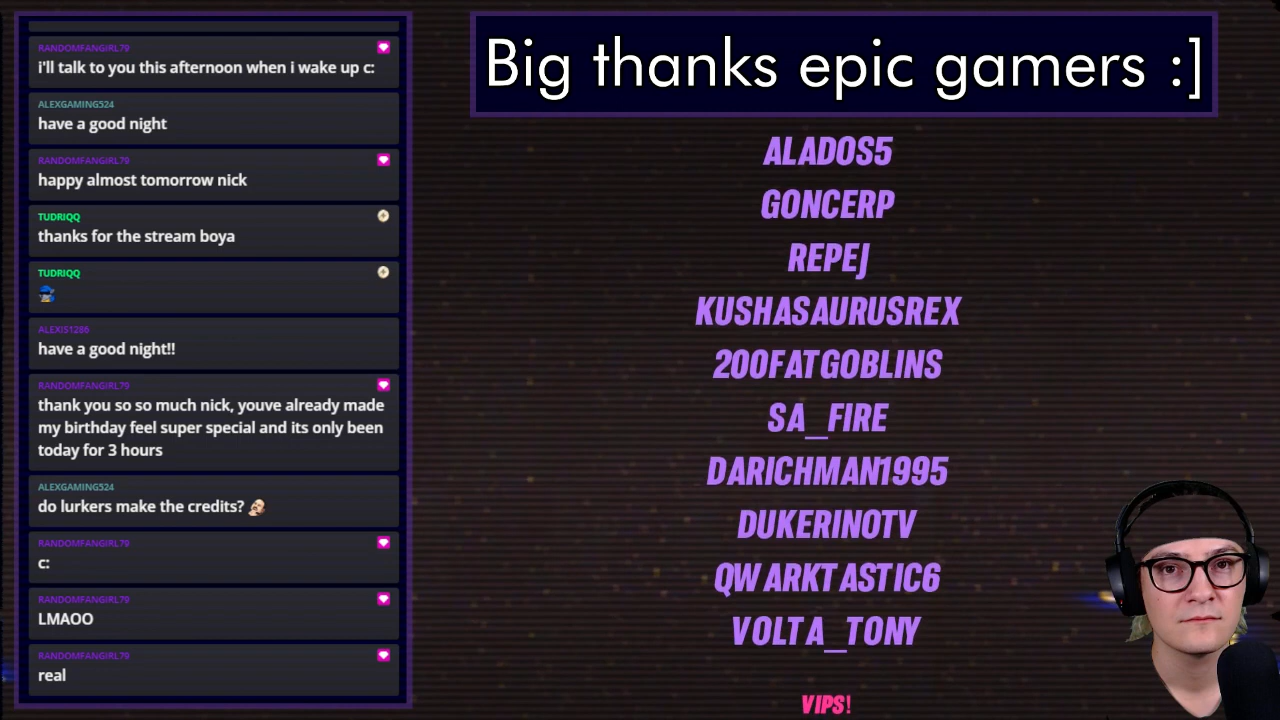 RANDOMFANGIRL79
i'll talk to you this afternoon when i wake up c:
ALEXGAMING524
have a good night
RANDOMFANGIRL79
happy almost tomorrow nick
TUDRIQQ
thanks for the stream boya
TUDRIQQ
ALEXIS1286
have a good night!!
RANDOMFANGIRL79
thank you so so much nick, youve already made
my birthday feel super special and its only been
today for 3 hours
ALEXGAMING524
do lurkers make the credits?
RANDOMFANGIRL79
c:
RANDOMFANGIRL79
LMAOO
RANDOMFANGIRL79
real
Big thanks epic gamers :]
ALADOS5
GONCERP
REPEJ
KUSHASAURUSREX
200FATGOBLINS
SA_FIRE
DARICHMAN1995
DUKERINOTV
QWARKTASTIC6
VOLTA_TONY
VIPS!